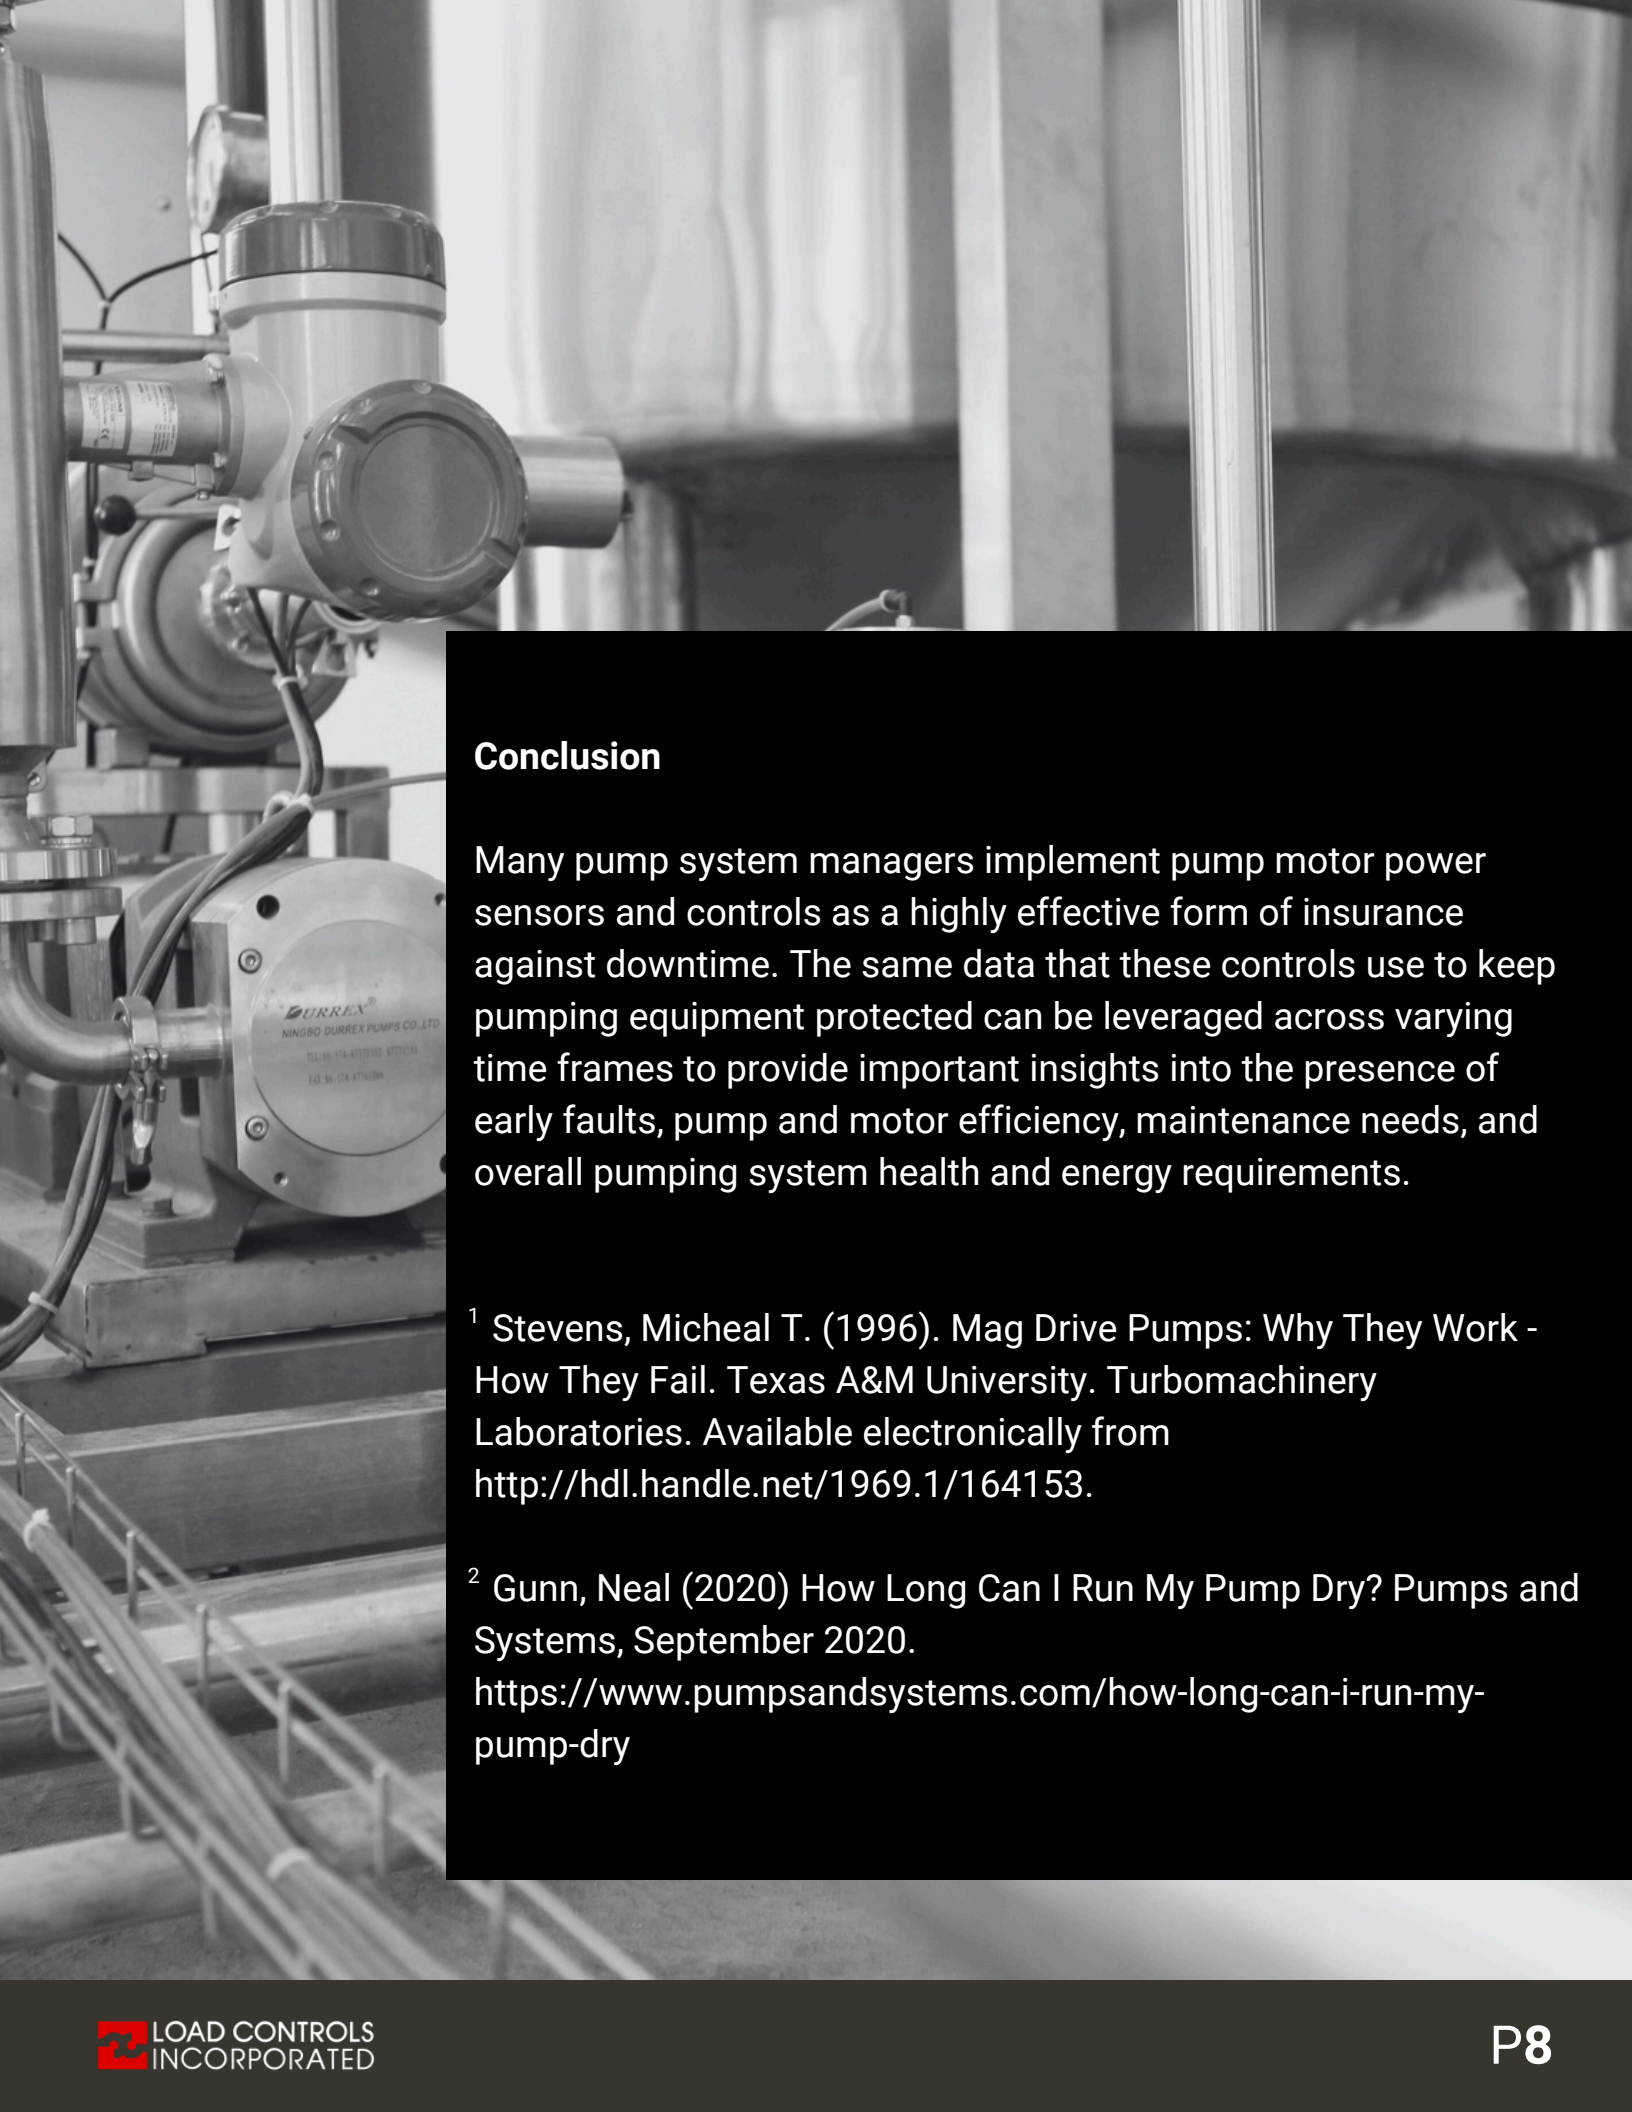 DURREX®
NINGBO DURREX PUMPS CO.,LTD
Conclusion
Many pump system managers implement pump motor power
sensors and controls as a highly effective form of insurance
against downtime. The same data that these controls use to keep
pumping equipment protected can be leveraged across varying
time frames to provide important insights into the presence of
early faults, pump and motor efficiency, maintenance needs, and
overall pumping system health and energy requirements.
1 Stevens, Micheal T. (1996). Mag Drive Pumps: Why They Work -
How They Fail. Texas A&M University. Turbomachinery
Laboratories. Available electronically from
http://hdl.handle.net/1969.1/164153.
2 Gunn, Neal (2020) How Long Can I Run My Pump Dry? Pumps and
Systems, September 2020.
https://www.pumpsandsystems.com/how-long-can-i-run-my-
pump-dry
LOAD CONTROLS
INCORPORATED
P8